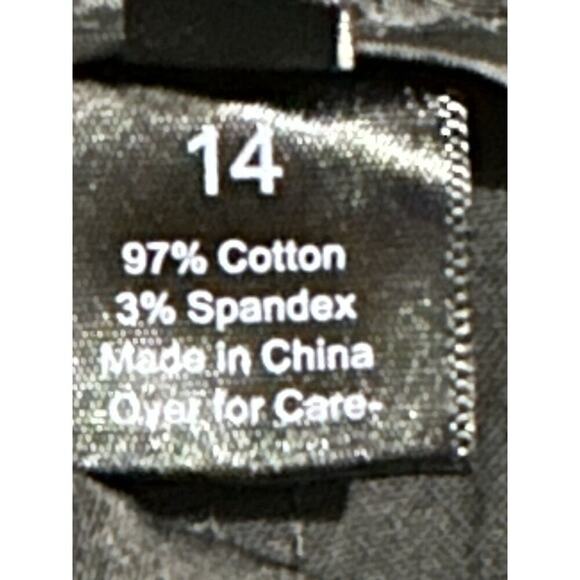 14
97% Cotton
3% Spandex
Made in China
-Over for Care-